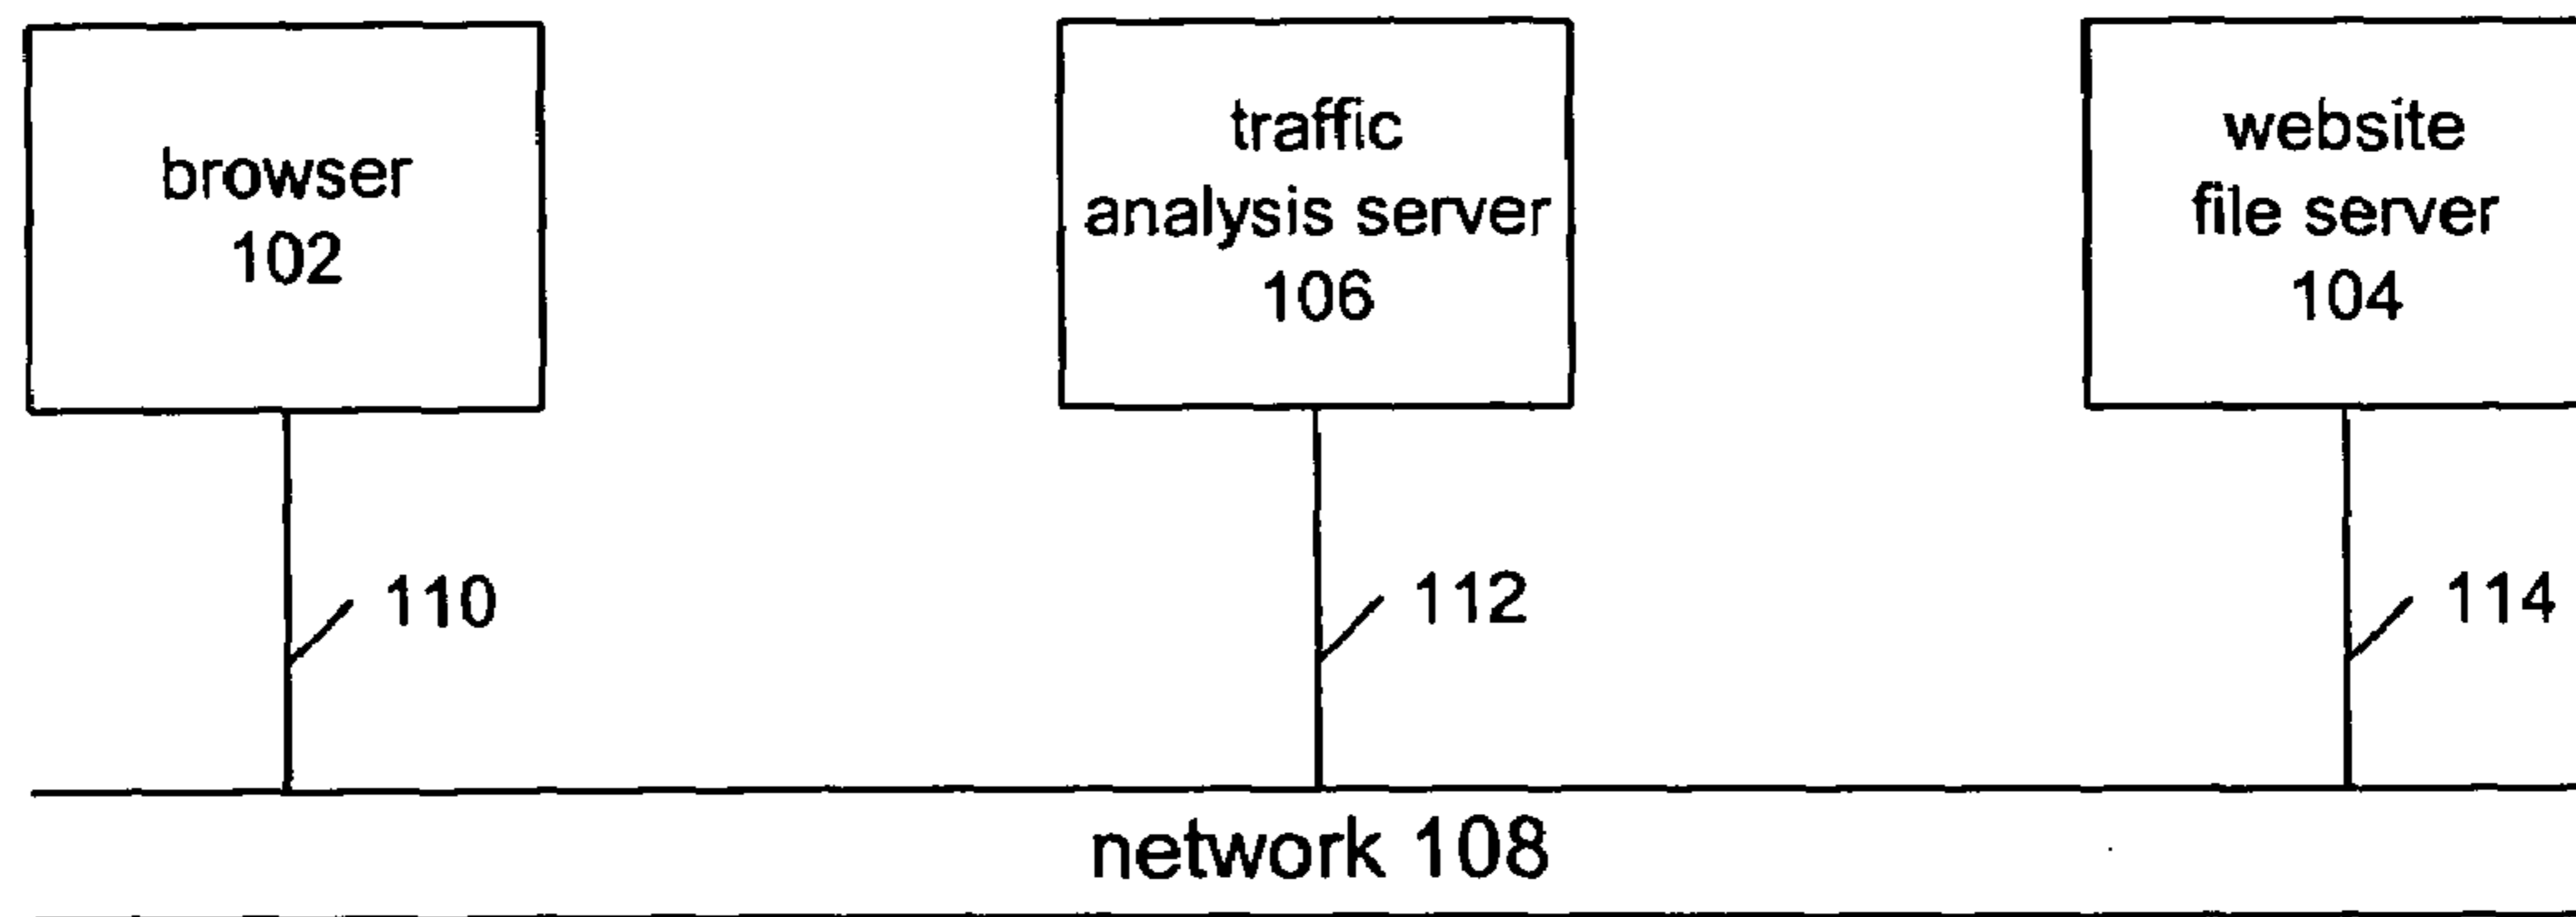 browser
102
traffic
analysis server
106
website
file server
104
110
112
114
network 108